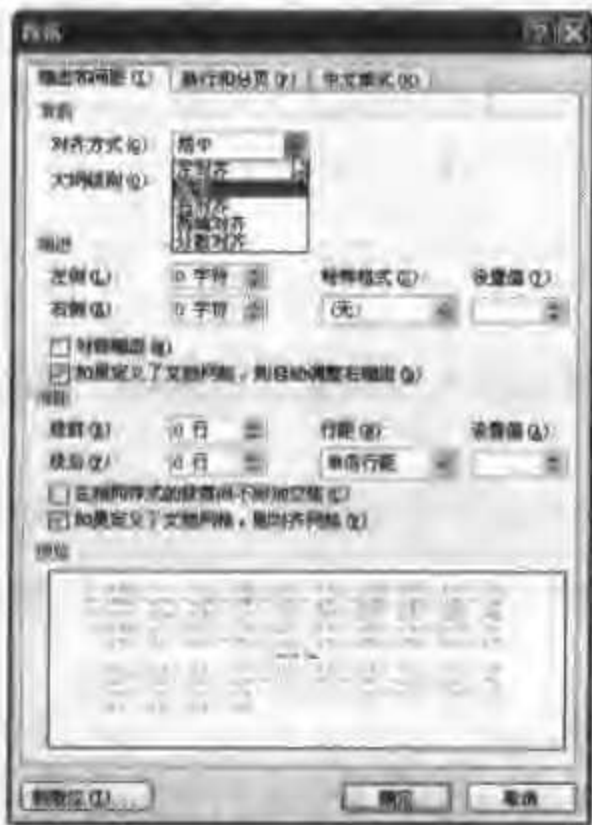 段落
缩进和间距(I) 换行和分页(P) 中文版式(H)
常规
对齐方式(G): 居中
大纲级别(O): 左对齐
右对齐
两端对齐
分散对齐
缩进
左侧(L): 0 字符 特殊格式(S): 设置值(Y):
右侧(R): 0 字符 (无)
对称缩进(M)
如果定义了文档网格，则自动调整右缩进(D)
间距
段前(B): 0 行 行距(N): 设置值(A):
段后(F): 0 行 单倍行距
在相同样式的段落间不添加空格(C)
如果定义了文档网格，则对齐网格(W)
预览
制表位(T)... 确定 取消